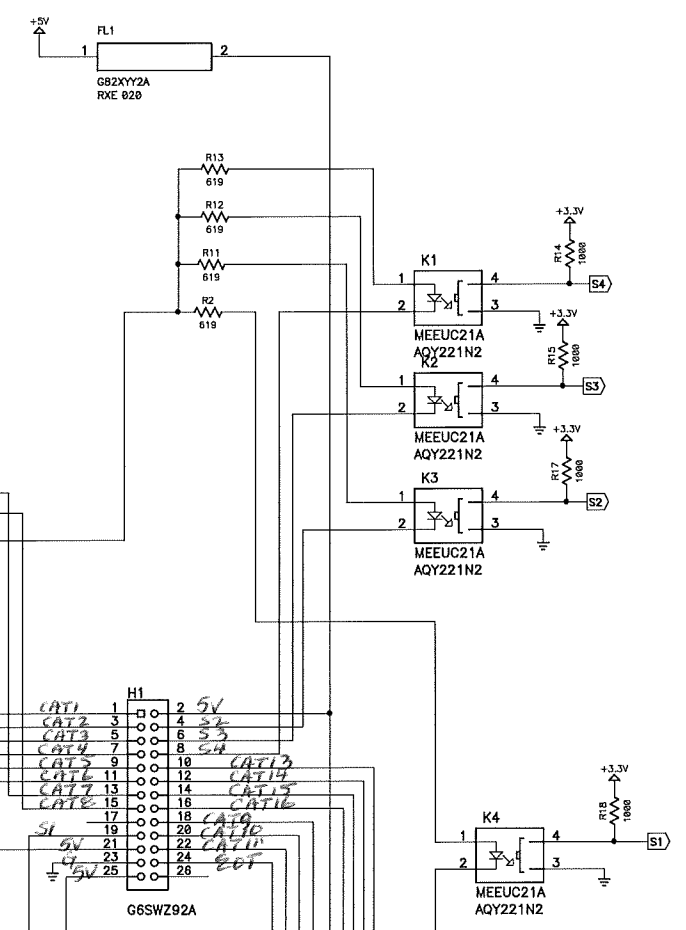 +5V
FL1
1 2
GB2XYY2A
RXE 020
R13
619
R12
619
R11
619
R2
619
+3.3V
R14 1000
K1
1 4 S4
2 3
MEEUC21A
AQY221N2
+3.3V
R15 1000
K2
1 4 S3
2 3
MEEUC21A
AQY221N2
+3.3V
R17 1000
K3
1 4 S2
2 3
MEEUC21A
AQY221N2
H1
CAT1 1 2 5V
CAT2 3 4 S2
CAT3 5 6 S3
CAT4 7 8 S4
CAT5 9 10 CAT13
CAT6 11 12 CAT14
CAT7 13 14 CAT15
CAT8 15 16 CAT16
17 18 CAT9
S1 19 20 CAT10
5V 21 22 CAT11
23 24
5V 25 26
G6SWZ92A
+3.3V
R18 1000
K4
1 4 S1
2 3
MEEUC21A
AQY221N2